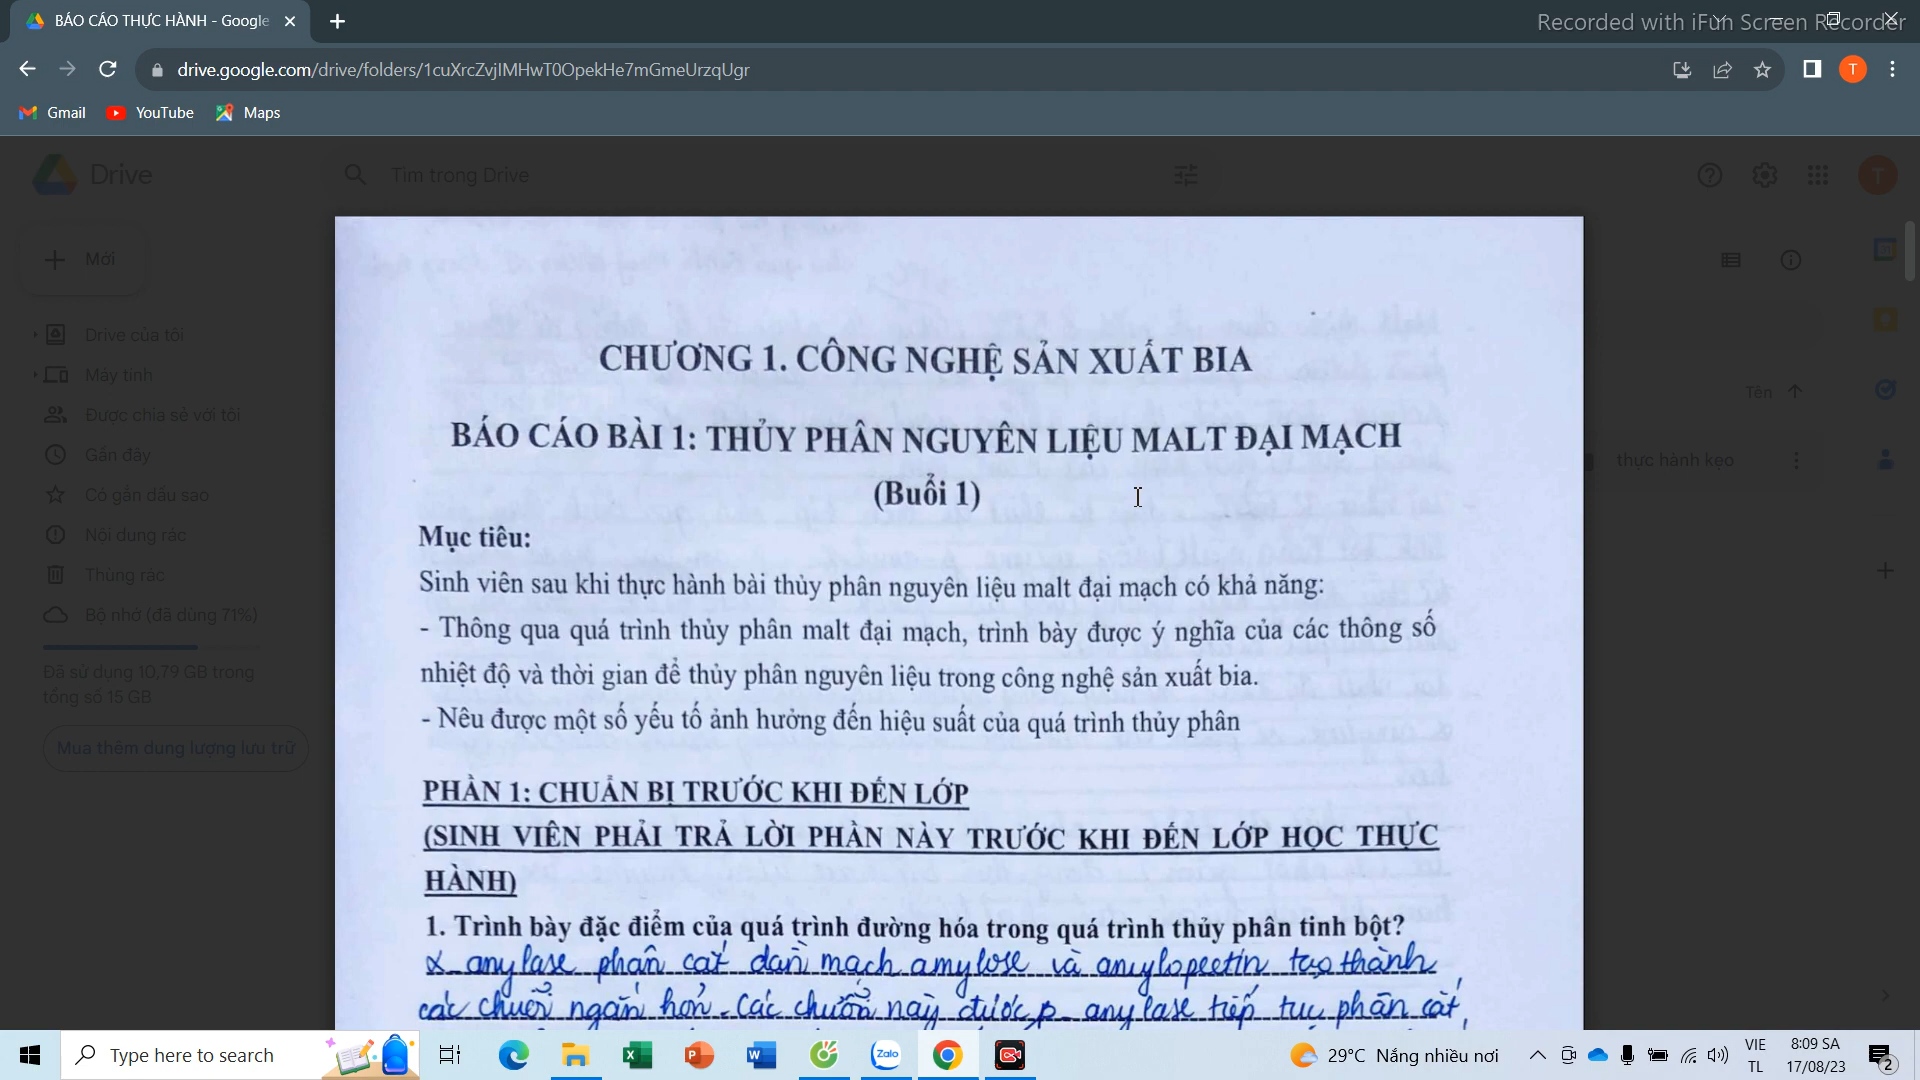 BÁO CÁO THỰC HÀNH - Google
Recorded with iFun Screen Recorder
drive.google.com/drive/folders/1cuXrcZvjIMHwT0OpekHe7mGmeUrzqUgr
T
Gmail YouTube Maps
Drive
Tìm trong Drive
T
Mới
Drive của tôi
Máy tính
Được chia sẻ với tôi
Gần đây
Có gắn dấu sao
Nội dung rác
Thùng rác
Bộ nhớ (đã dùng 71%)
Đã sử dụng 10,79 GB trong
tổng số 15 GB
Mua thêm dung lượng lưu trữ
Tên
thực hành kẹo
CHƯƠNG 1. CÔNG NGHỆ SẢN XUẤT BIA
BÁO CÁO BÀI 1: THỦY PHÂN NGUYÊN LIỆU MALT ĐẠI MẠCH
(Buổi 1)
Mục tiêu:
Sinh viên sau khi thực hành bài thủy phân nguyên liệu malt đại mạch có khả năng:
- Thông qua quá trình thủy phân malt đại mạch, trình bày được ý nghĩa của các thông số
nhiệt độ và thời gian để thủy phân nguyên liệu trong công nghệ sản xuất bia.
- Nêu được một số yếu tố ảnh hưởng đến hiệu suất của quá trình thủy phân
PHẦN 1: CHUẨN BỊ TRƯỚC KHI ĐẾN LỚP
(SINH VIÊN PHẢI TRẢ LỜI PHẦN NÀY TRƯỚC KHI ĐẾN LỚP HỌC THỰC
HÀNH)
1. Trình bày đặc điểm của quá trình đường hóa trong quá trình thủy phân tinh bột?
α_ anylase phân cắt dần mạch amylose và amylopectin tạo thành
các chuỗi ngắn hơn. Các chuỗi này được β_ anylase tiếp tục phân cắt
Type here to search
Zalo
29°C Nắng nhiều nơi
VIE
TL
8:09 SA
17/08/23
2